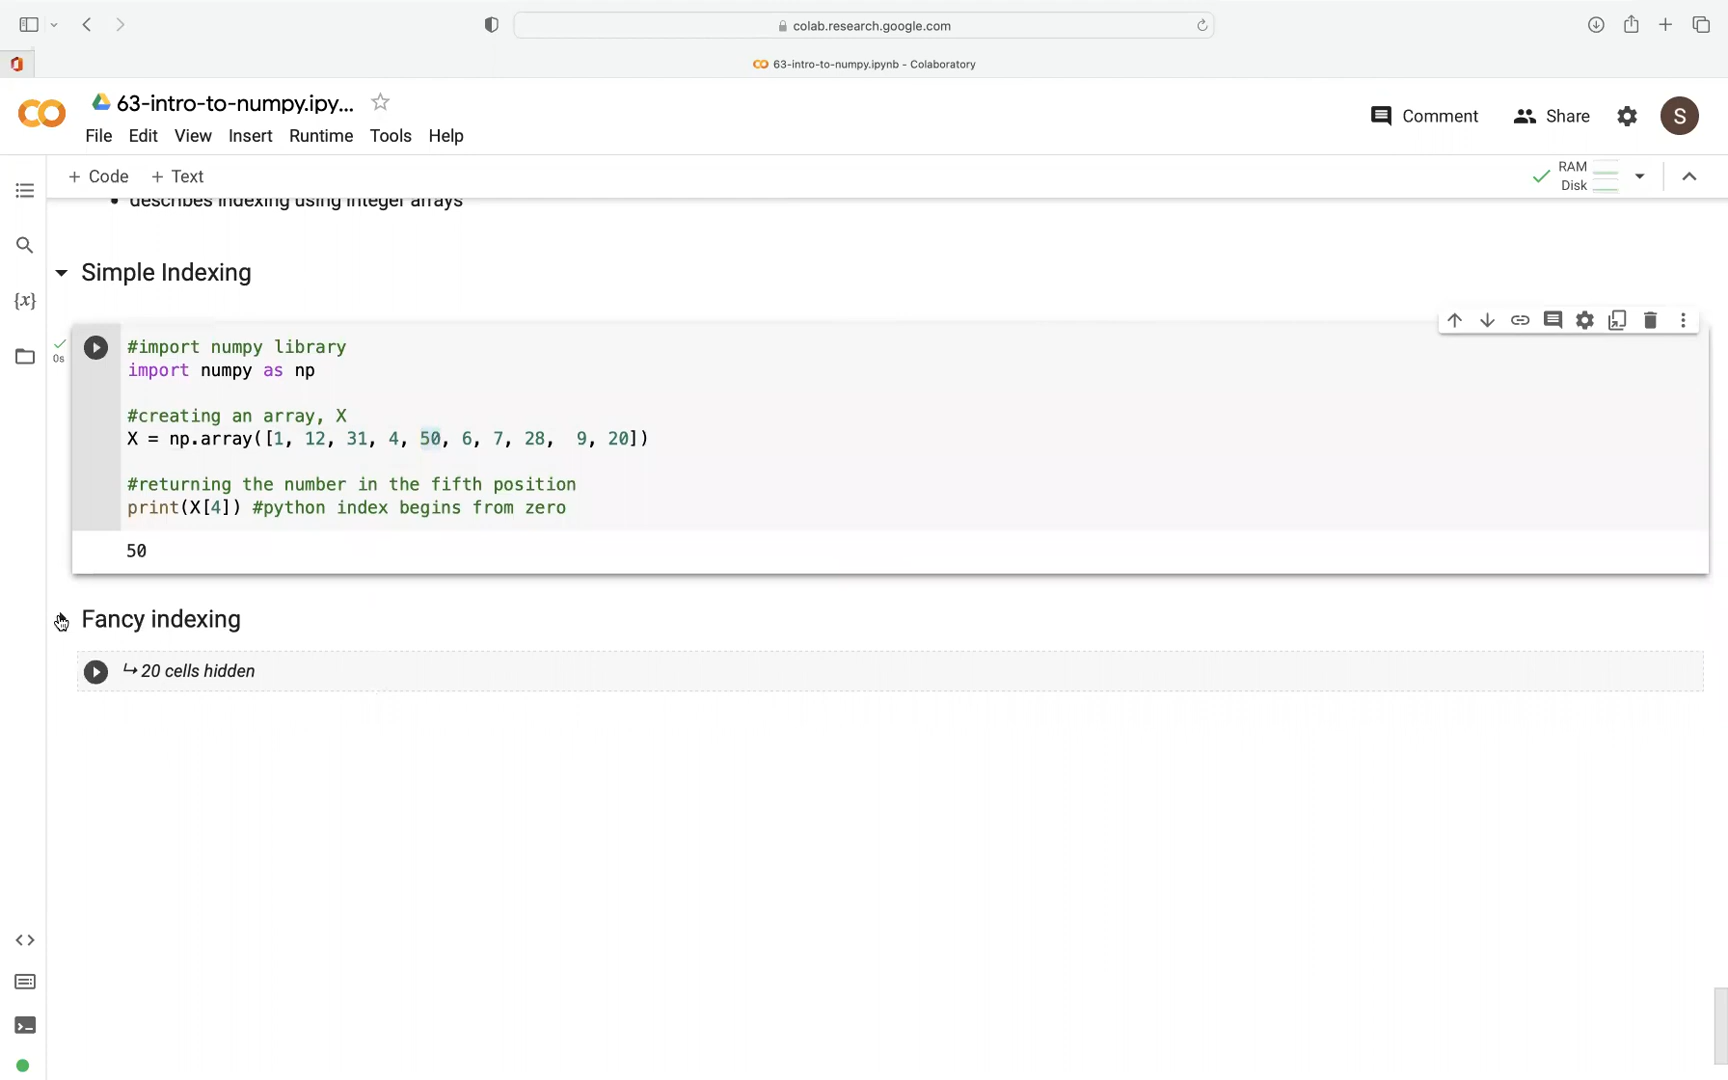 colab.research.google.com
63-intro-to-numpy.ipynb - Colaboratory
63-intro-to-numpy.ipy...
Comment
Share
S
File Edit View Insert Runtime Tools Help
+ Code + Text
RAM
Disk
describes indexing using integer arrays
Simple Indexing
{x}
0s
#import numpy library
import numpy as np
#creating an array, X
X = np.array([1, 12, 31, 4, 50, 6, 7, 28,  9, 20])
#returning the number in the fifth position
print(X[4]) #python index begins from zero
50
Fancy indexing
↳ 20 cells hidden